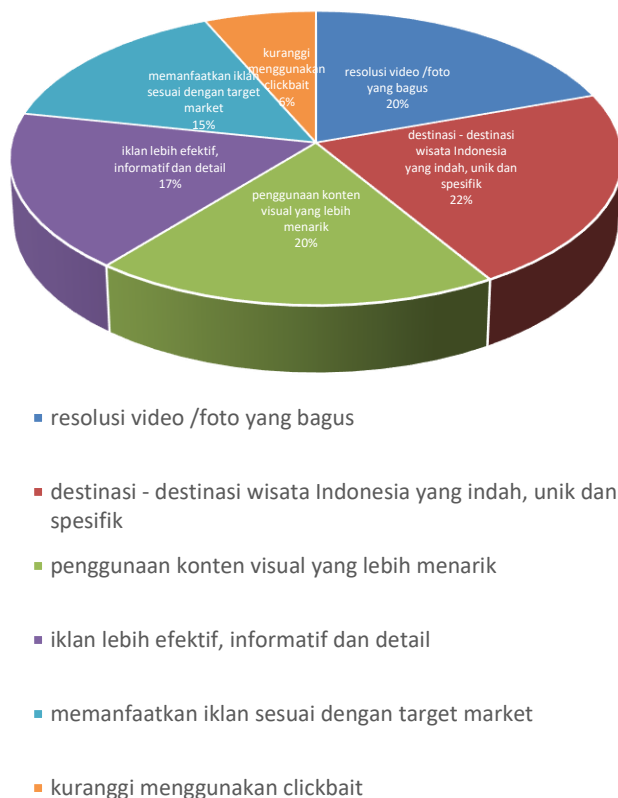 kuranggi
menggunakan
clickbait
6%
resolusi video /foto
yang bagus
20%
memanfaatkan iklan
sesuai dengan target
market
15%
destinasi - destinasi
wisata Indonesia
yang indah, unik dan
spesifik
22%
iklan lebih efektif,
informatif dan detail
17%
penggunaan konten
visual yang lebih
menarik
20%
resolusi video /foto yang bagus
destinasi - destinasi wisata Indonesia yang indah, unik dan
spesifik
penggunaan konten visual yang lebih menarik
iklan lebih efektif, informatif dan detail
memanfaatkan iklan sesuai dengan target market
kuranggi menggunakan clickbait